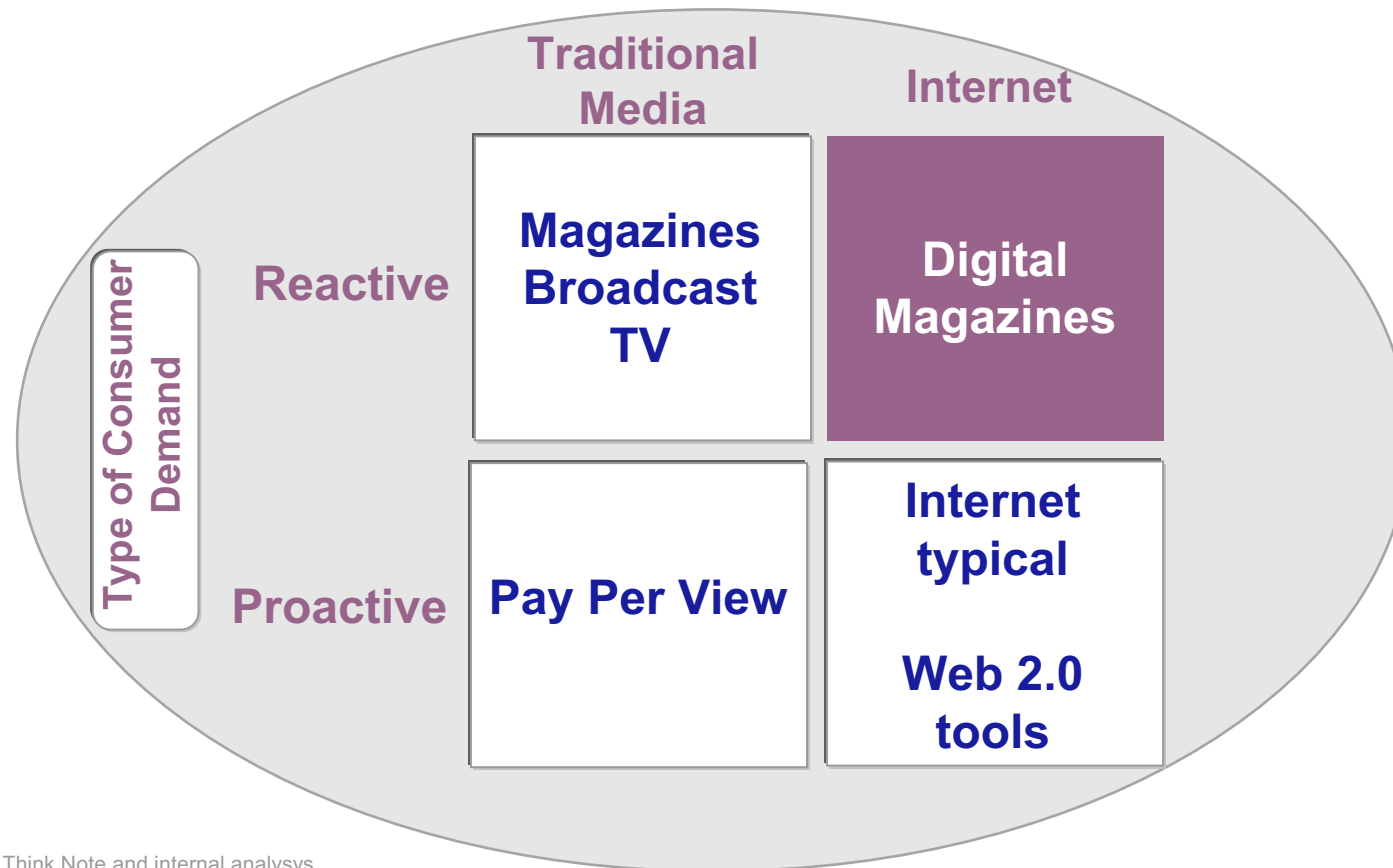 Traditional
Media
Internet
Type of Consumer
Demand
Reactive
Magazines
Broadcast
TV
Digital
Magazines
Proactive
Pay Per View
Internet
typical
Web 2.0
tools
Think Note and internal analysys